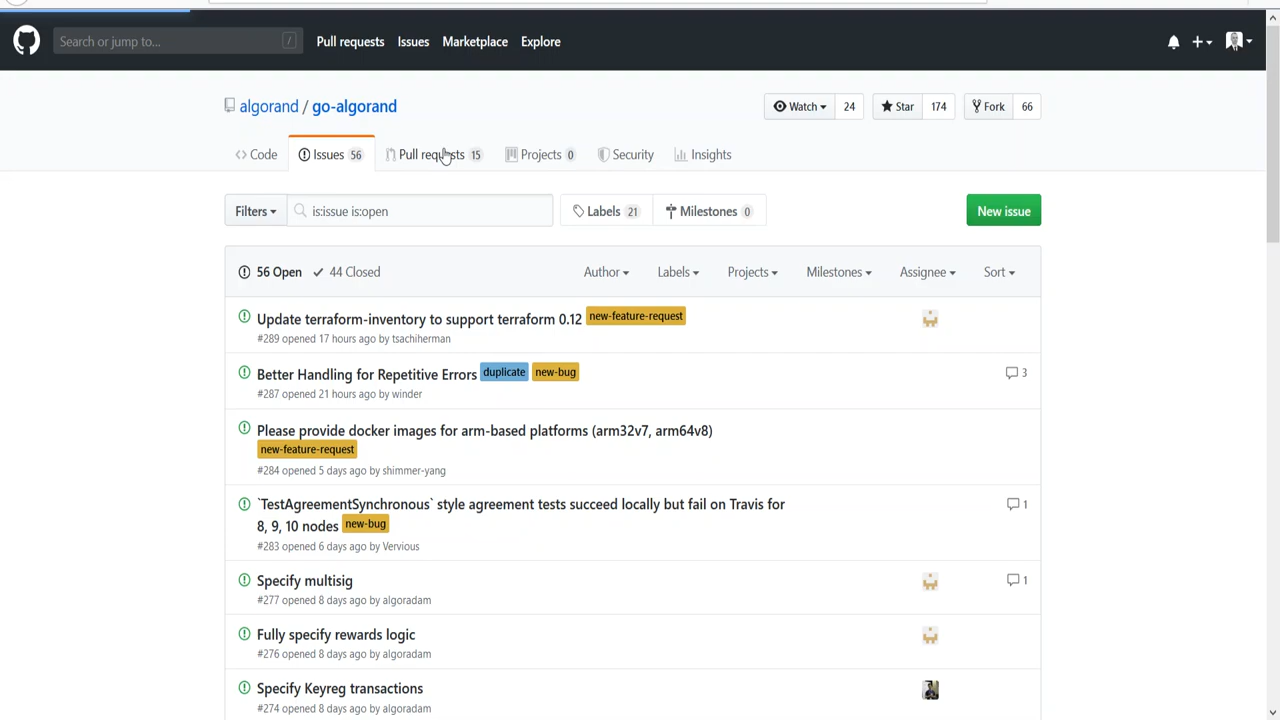 Search or jump to... /
Pull requests Issues Marketplace Explore
algorand / go-algorand
Watch 24 Star 174 Fork 66
Code Issues 56 Pull requests 15 Projects 0 Security Insights
Filters is:issue is:open Labels 21 Milestones 0 New issue
56 Open 44 Closed Author Labels Projects Milestones Assignee Sort
Update terraform-inventory to support terraform 0.12 new-feature-request
#289 opened 17 hours ago by tsachiherman
Better Handling for Repetitive Errors duplicate new-bug 3
#287 opened 21 hours ago by winder
Please provide docker images for arm-based platforms (arm32v7, arm64v8)
new-feature-request
#284 opened 5 days ago by shimmer-yang
`TestAgreementSynchronous` style agreement tests succeed locally but fail on Travis for 1
8, 9, 10 nodes new-bug
#283 opened 6 days ago by Vervious
Specify multisig 1
#277 opened 8 days ago by algoradam
Fully specify rewards logic
#276 opened 8 days ago by algoradam
Specify Keyreg transactions
#274 opened 8 days ago by algoradam